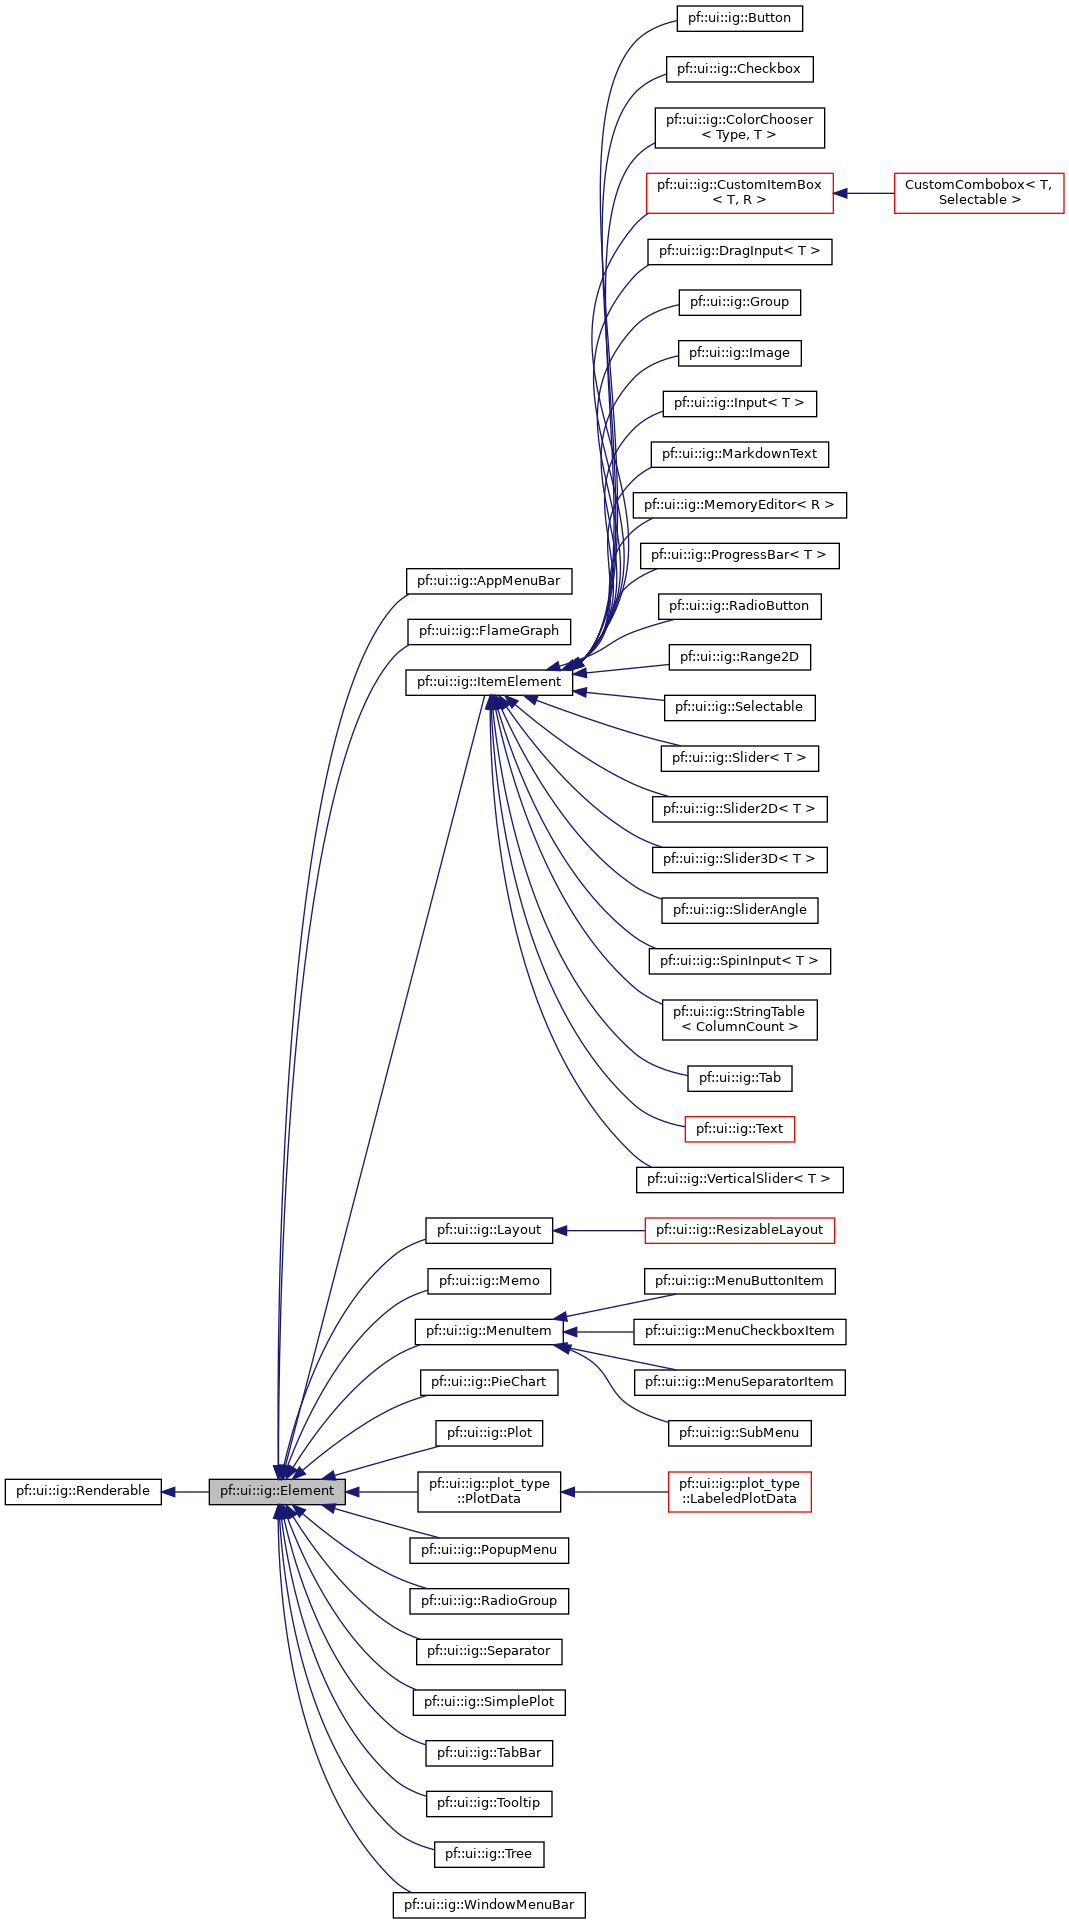 pf::ui::ig::Button
pf::ui::ig::Checkbox
pf::ui::ig::ColorChooser
< Type, T >
pf::ui::ig::CustomItemBox
< T, R >
CustomCombobox< T,
Selectable >
pf::ui::ig::DragInput< T >
pf::ui::ig::Group
pf::ui::ig::Image
pf::ui::ig::Input< T >
pf::ui::ig::MarkdownText
pf::ui::ig::MemoryEditor< R >
pf::ui::ig::ProgressBar< T >
pf::ui::ig::AppMenuBar
pf::ui::ig::RadioButton
pf::ui::ig::FlameGraph
pf::ui::ig::Range2D
pf::ui::ig::ItemElement
pf::ui::ig::Selectable
pf::ui::ig::Slider< T >
pf::ui::ig::Slider2D< T >
pf::ui::ig::Slider3D< T >
pf::ui::ig::SliderAngle
pf::ui::ig::SpinInput< T >
pf::ui::ig::StringTable
< ColumnCount >
pf::ui::ig::Tab
pf::ui::ig::Text
pf::ui::ig::VerticalSlider< T >
pf::ui::ig::Layout
pf::ui::ig::ResizableLayout
pf::ui::ig::Memo
pf::ui::ig::MenuButtonItem
pf::ui::ig::MenuItem
pf::ui::ig::MenuCheckboxItem
pf::ui::ig::PieChart
pf::ui::ig::MenuSeparatorItem
pf::ui::ig::Plot
pf::ui::ig::SubMenu
pf::ui::ig::Renderable
pf::ui::ig::Element
pf::ui::ig::plot_type
::PlotData
pf::ui::ig::plot_type
::LabeledPlotData
pf::ui::ig::PopupMenu
pf::ui::ig::RadioGroup
pf::ui::ig::Separator
pf::ui::ig::SimplePlot
pf::ui::ig::TabBar
pf::ui::ig::Tooltip
pf::ui::ig::Tree
pf::ui::ig::WindowMenuBar